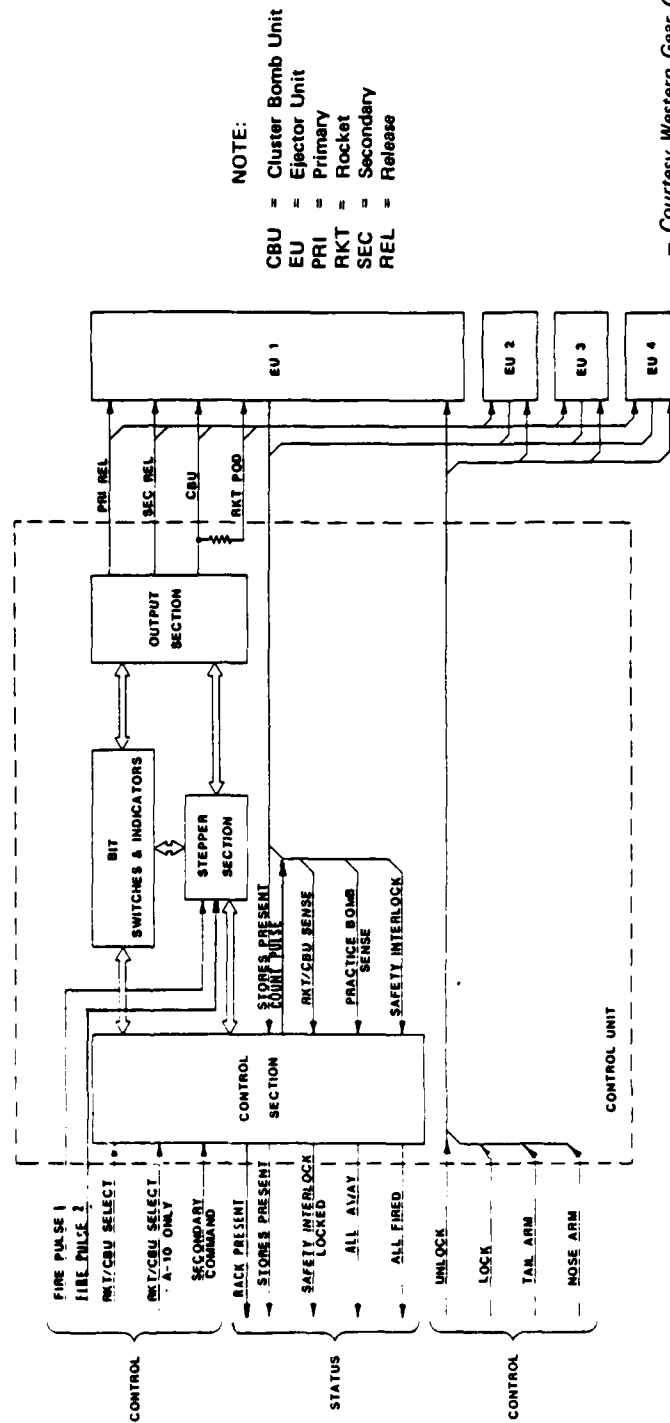 FIRE PULSE 1
FIRE PULSE 2
RKT/CBU SELECT
RKT/CBU SELECT
A-10 ONLY
SECONDARY
COMMAND
RACK PRESENT
STORES PRESENT
SAFETY INTERLOCK
LOCKED
ALL AWAY
ALL FIRED
UNLOCK
LOCK
TAIL ARM
NOSE ARM
CONTROL
STATUS
CONTROL
CONTROL
SECTION
BIT
SWITCHES & INDICATORS
STEPPER
SECTION
OUTPUT
SECTION
STORES PRESENT
COUNT PULSE
RKT/CBU SENSE
PRACTICE BOMB
SENSE
SAFETY INTERLOCK
CONTROL UNIT
PRI REL
SEC REL
CBU
RKT POD
EU 1
EU 2
EU 3
EU 4
NOTE:
CBU = Cluster Bomb Unit
EU = Ejector Unit
PRI = Primary
RKT = Rocket
SEC = Secondary
REL = Release
– Courtesy Western Gear